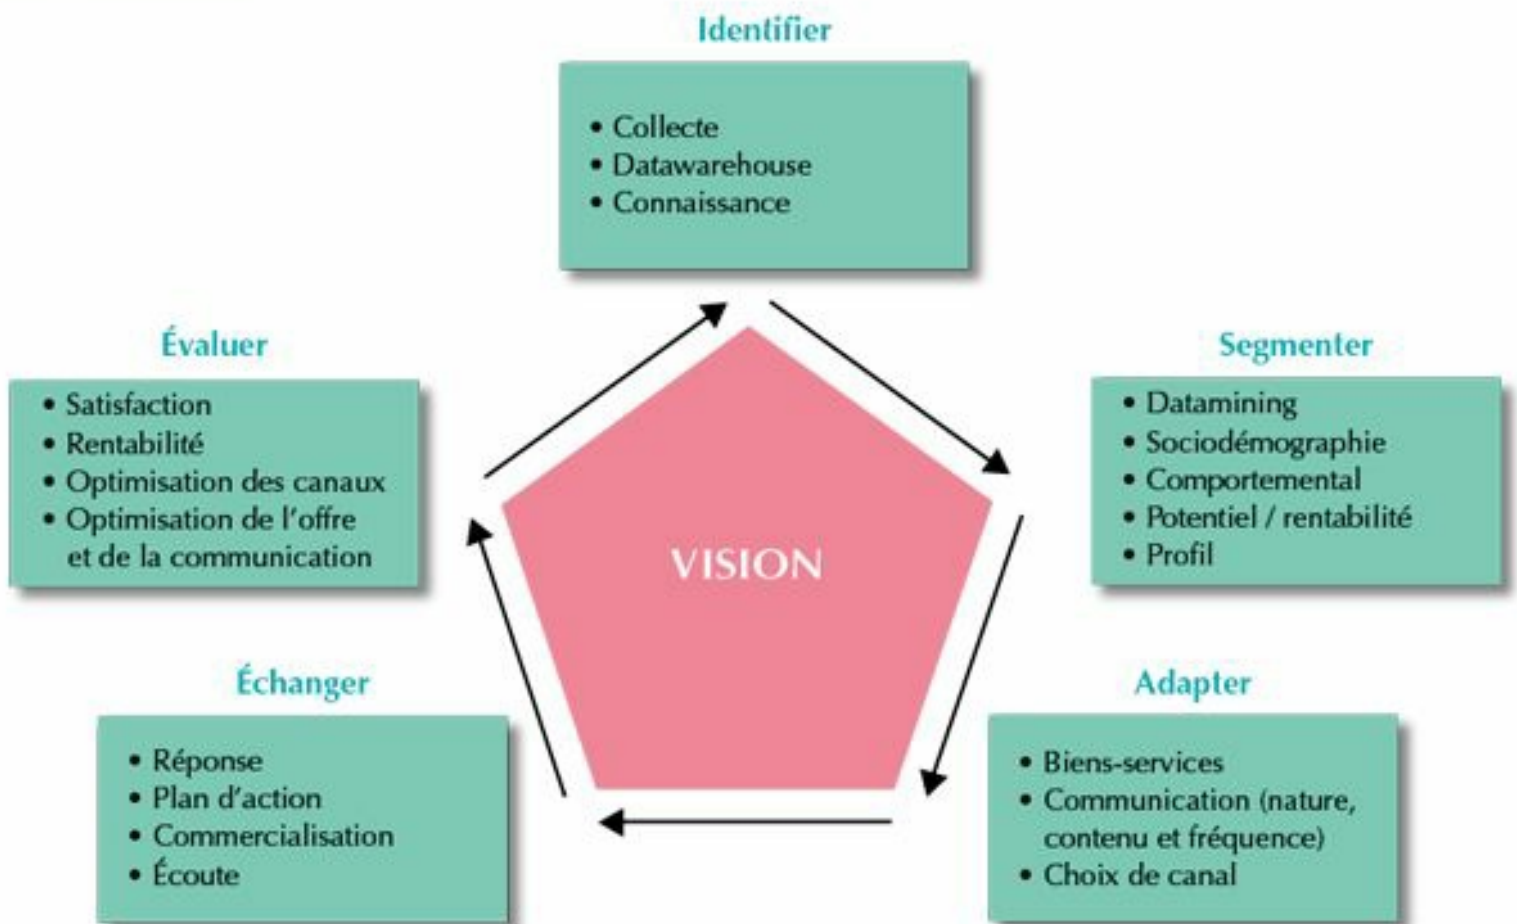 Identifier
• Collecte
• Datawarehouse
• Connaissance
Segmenter
• Datamining
• Sociodémographie
• Comportemental
• Potentiel / rentabilité
• Profil
Adapter
• Biens-services
• Communication (nature,
contenu et fréquence)
• Choix de canal
Échanger
• Réponse
• Plan d'action
• Commercialisation
• Écoute
Évaluer
• Satisfaction
• Rentabilité
• Optimisation des canaux
• Optimisation de l'offre
et de la communication
VISION